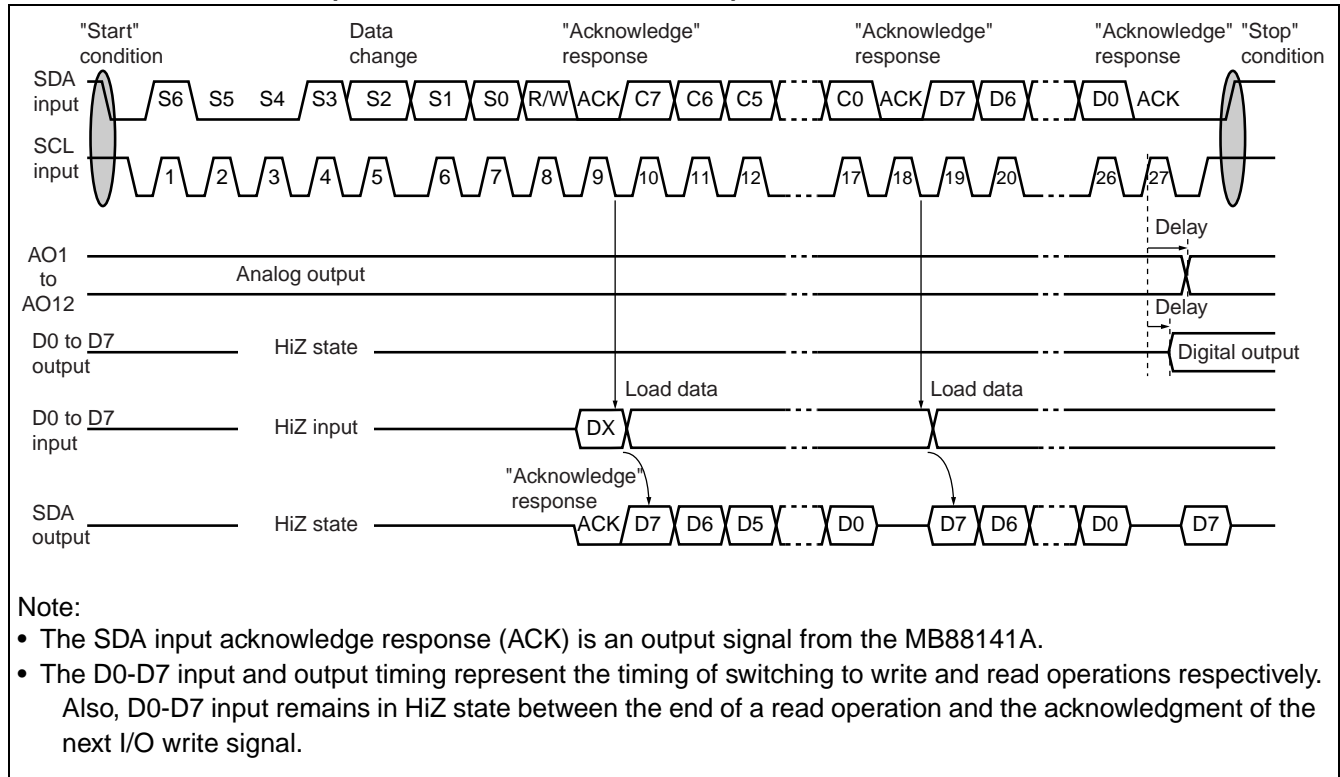 "Start" condition
Data change
"Acknowledge" response
"Acknowledge" response
"Acknowledge" response
"Stop" condition
SDA input
S6 S5 S4 S3 S2 S1 S0 R/W ACK C7 C6 C5 C0 ACK D7 D6 D0 ACK
SCL input
1 2 3 4 5 6 7 8 9 10 11 12 17 18 19 20 26 27
Delay
AO1 to AO12
Analog output
Delay
D0 to D7 output
HiZ state
Digital output
Load data
Load data
D0 to D7 input
HiZ input
DX
"Acknowledge" response
SDA output
HiZ state
ACK D7 D6 D5 D0 D7 D6 D0 D7
Note:
• The SDA input acknowledge response (ACK) is an output signal from the MB88141A.
• The D0-D7 input and output timing represent the timing of switching to write and read operations respectively.
Also, D0-D7 input remains in HiZ state between the end of a read operation and the acknowledgment of the
next I/O write signal.